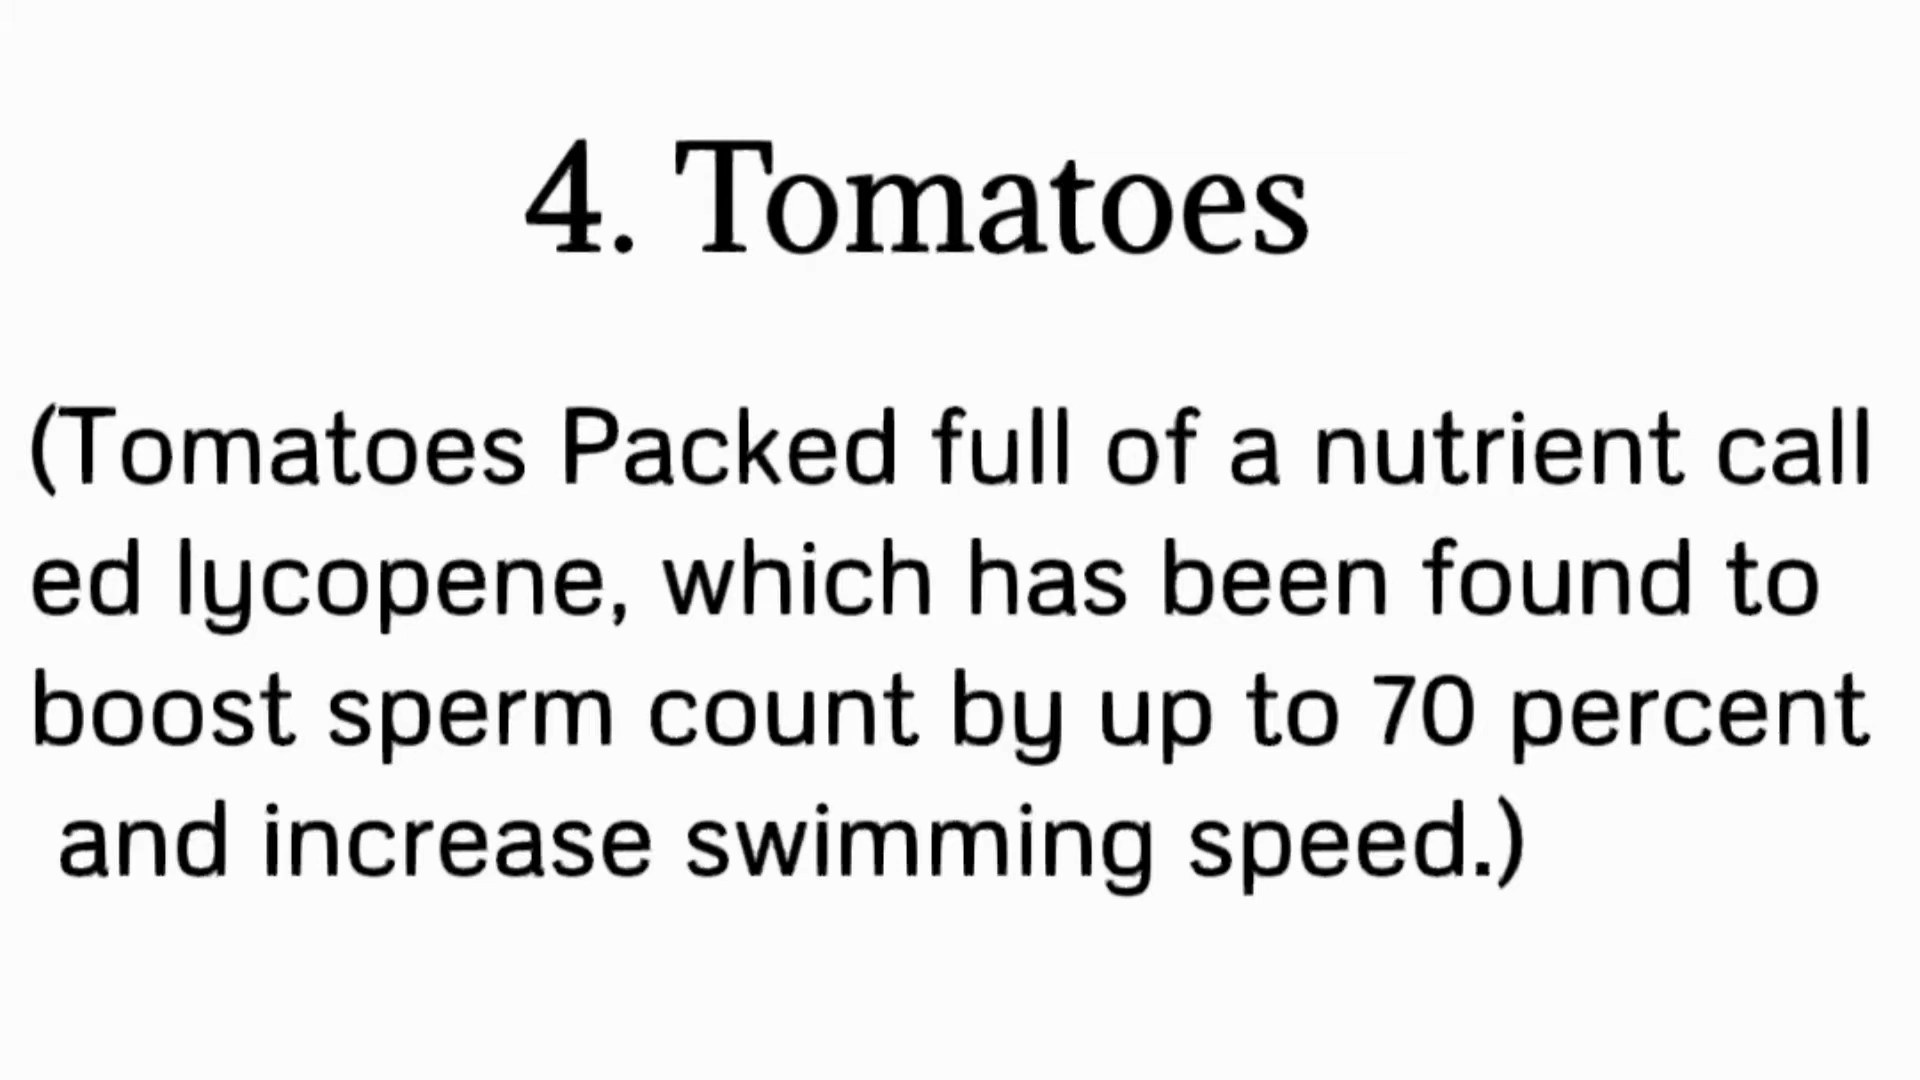 4. Tomatoes
(Tomatoes Packed full of a nutrient call
ed lycopene, which has been found to
boost sperm count by up to 70 percent
and increase swimming speed.)